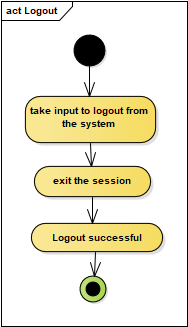 act Logout
take input to logout from
the system
exit the session
Logout successful